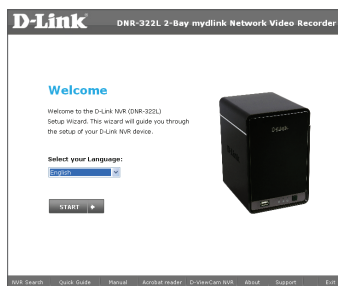 D-Link DNR-322L 2-Bay mydlink Network Video Recorder
Welcome
Welcome to the D-Link NVR (DNR-322L)
Setup Wizard. This wizard will guide you through
the setup of your D-Link NVR device.
Select your Language:
English
START
D-Link
D-Link
NVR Search Quick Guide Manual Acrobat reader D-ViewCam NVR About Support Exit